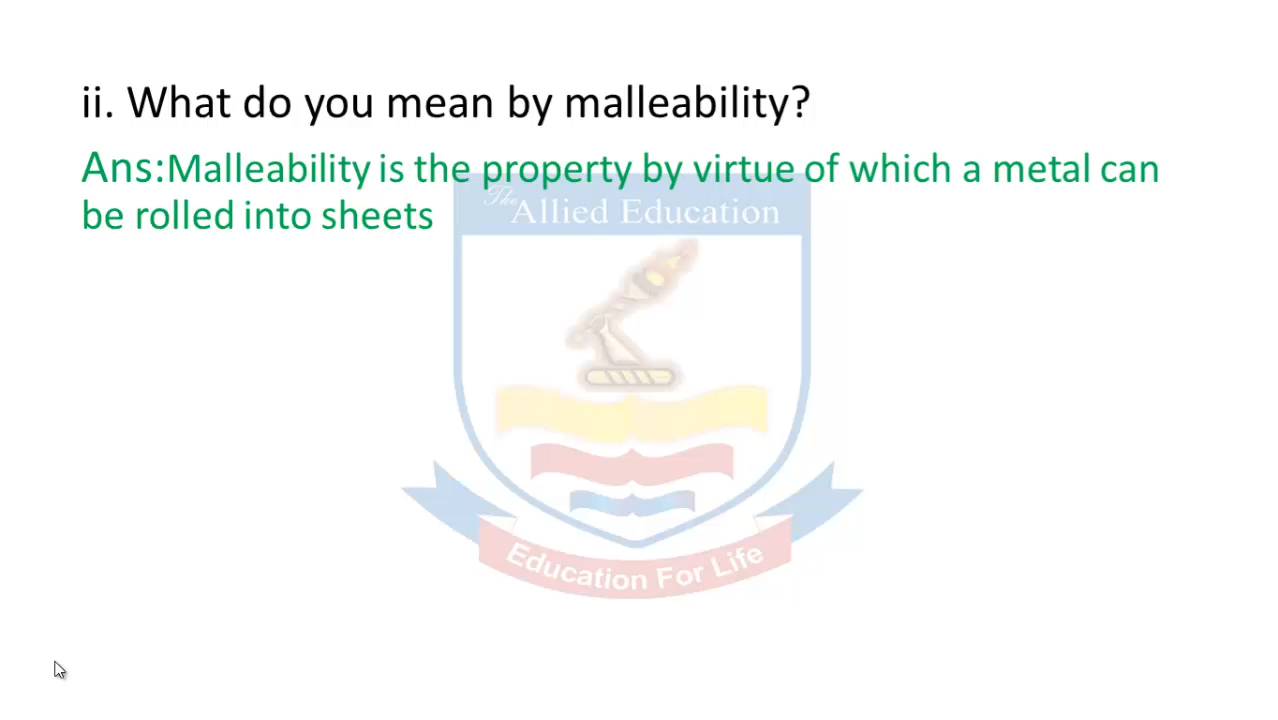 ii. What do you mean by malleability?
Ans:Malleability is the property by virtue of which a metal can
be rolled into sheets
The
Allied Education
Education For Life